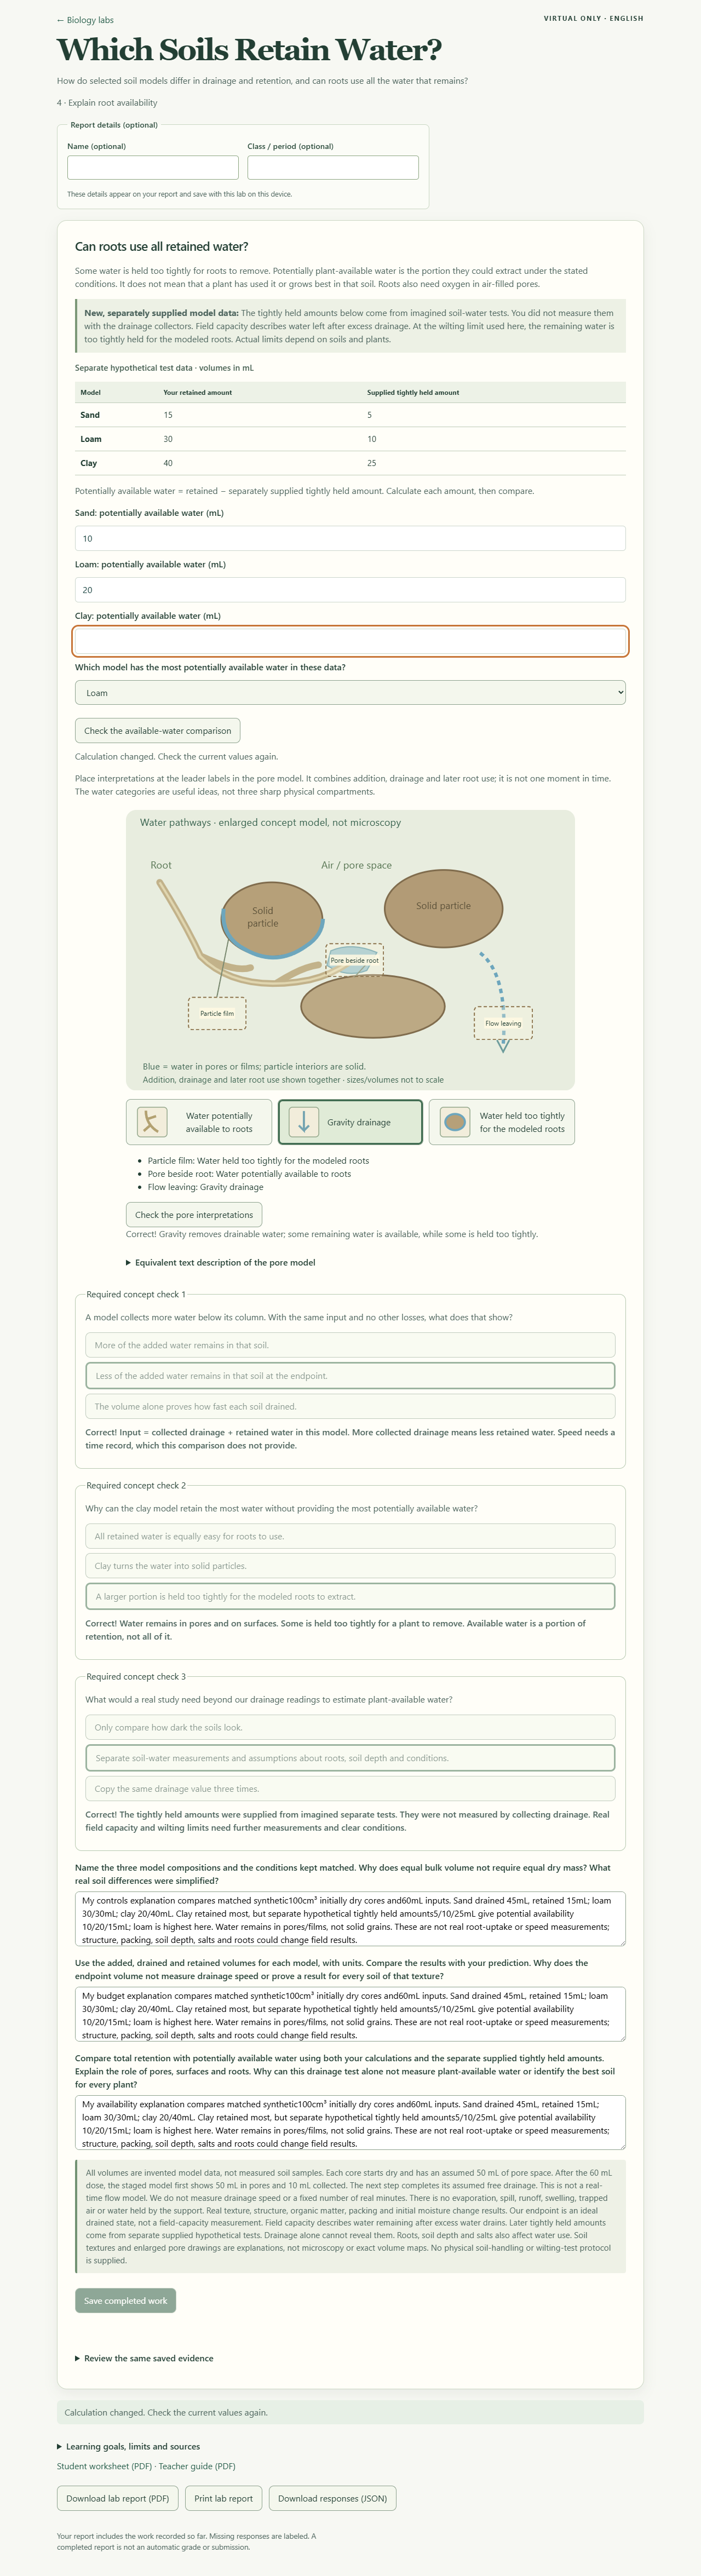 ← Biology labs
VIRTUAL ONLY · ENGLISH
Which Soils Retain Water?
How do selected soil models differ in drainage and retention, and can roots use all the water that remains?
4 · Explain root availability
Report details (optional)
Name (optional)
Class / period (optional)
These details appear on your report and save with this lab on this device.
Can roots use all retained water?
Some water is held too tightly for roots to remove. Potentially plant-available water is the portion they could extract under the stated
conditions. It does not mean that a plant has used it or grows best in that soil. Roots also need oxygen in air-filled pores.
New, separately supplied model data: The tightly held amounts below come from imagined soil-water tests. You did not measure them
with the drainage collectors. Field capacity describes water left after excess drainage. At the wilting limit used here, the remaining water is
too tightly held for the modeled roots. Actual limits depend on soils and plants.
Separate hypothetical test data · volumes in mL
Model Your retained amount Supplied tightly held amount
Sand 15 5
Loam 30 10
Clay 40 25
Potentially available water = retained − separately supplied tightly held amount. Calculate each amount, then compare.
Sand: potentially available water (mL)
10
Loam: potentially available water (mL)
20
Clay: potentially available water (mL)
Which model has the most potentially available water in these data?
Loam
Check the available-water comparison
Calculation changed. Check the current values again.
Place interpretations at the leader labels in the pore model. It combines addition, drainage and later root use; it is not one moment in time.
The water categories are useful ideas, not three sharp physical compartments.
Water pathways · enlarged concept model, not microscopy
Root
Air / pore space
Solid
particle
Solid particle
Pore beside root
Particle film
Flow leaving
Blue = water in pores or films; particle interiors are solid.
Addition, drainage and later root use shown together · sizes/volumes not to scale
Water potentially
available to roots
Gravity drainage
Water held too tightly
for the modeled roots
• Particle film: Water held too tightly for the modeled roots
• Pore beside root: Water potentially available to roots
• Flow leaving: Gravity drainage
Check the pore interpretations
Correct! Gravity removes drainable water; some remaining water is available, while some is held too tightly.
▶ Equivalent text description of the pore model
Required concept check 1
A model collects more water below its column. With the same input and no other losses, what does that show?
More of the added water remains in that soil.
Less of the added water remains in that soil at the endpoint.
The volume alone proves how fast each soil drained.
Correct! Input = collected drainage + retained water in this model. More collected drainage means less retained water. Speed needs a
time record, which this comparison does not provide.
Required concept check 2
Why can the clay model retain the most water without providing the most potentially available water?
All retained water is equally easy for roots to use.
Clay turns the water into solid particles.
A larger portion is held too tightly for the modeled roots to extract.
Correct! Water remains in pores and on surfaces. Some is held too tightly for a plant to remove. Available water is a portion of
retention, not all of it.
Required concept check 3
What would a real study need beyond our drainage readings to estimate plant-available water?
Only compare how dark the soils look.
Separate soil-water measurements and assumptions about roots, soil depth and conditions.
Copy the same drainage value three times.
Correct! The tightly held amounts were supplied from imagined separate tests. They were not measured by collecting drainage. Real
field capacity and wilting limits need further measurements and clear conditions.
Name the three model compositions and the conditions kept matched. Why does equal bulk volume not require equal dry mass? What
real soil differences were simplified?
My controls explanation compares matched synthetic100cm³ initially dry cores and60mL inputs. Sand drained 45mL, retained 15mL; loam
30/30mL; clay 20/40mL. Clay retained most, but separate hypothetical tightly held amounts5/10/25mL give potential availability
10/20/15mL; loam is highest here. Water remains in pores/films, not solid grains. These are not real root-uptake or speed measurements;
structure, packing, soil depth, salts and roots could change field results.
Use the added, drained and retained volumes for each model, with units. Compare the results with your prediction. Why does the
endpoint volume not measure drainage speed or prove a result for every soil of that texture?
My budget explanation compares matched synthetic100cm³ initially dry cores and60mL inputs. Sand drained 45mL, retained 15mL; loam
30/30mL; clay 20/40mL. Clay retained most, but separate hypothetical tightly held amounts5/10/25mL give potential availability
10/20/15mL; loam is highest here. Water remains in pores/films, not solid grains. These are not real root-uptake or speed measurements;
structure, packing, soil depth, salts and roots could change field results.
Compare total retention with potentially available water using both your calculations and the separate supplied tightly held amounts.
Explain the role of pores, surfaces and roots. Why can this drainage test alone not measure plant-available water or identify the best soil
for every plant?
My availability explanation compares matched synthetic100cm³ initially dry cores and60mL inputs. Sand drained 45mL, retained 15mL;
loam 30/30mL; clay 20/40mL. Clay retained most, but separate hypothetical tightly held amounts5/10/25mL give potential availability
10/20/15mL; loam is highest here. Water remains in pores/films, not solid grains. These are not real root-uptake or speed measurements;
structure, packing, soil depth, salts and roots could change field results.
All volumes are invented model data, not measured soil samples. Each core starts dry and has an assumed 50 mL of pore space. After the 60 mL
dose, the staged model first shows 50 mL in pores and 10 mL collected. The next step completes its assumed free drainage. This is not a real-
time flow model. We do not measure drainage speed or a fixed number of real minutes. There is no evaporation, spill, runoff, swelling, trapped
air or water held by the support. Real texture, structure, organic matter, packing and initial moisture change results. Our endpoint is an ideal
drained state, not a field-capacity measurement. Field capacity describes water remaining after excess water drains. Later tightly held amounts
come from separate supplied hypothetical tests. Drainage alone cannot reveal them. Roots, soil depth and salts also affect water use. Soil
textures and enlarged pore drawings are explanations, not microscopy or exact volume maps. No physical soil-handling or wilting-test protocol
is supplied.
Save completed work
▶ Review the same saved evidence
Calculation changed. Check the current values again.
▶ Learning goals, limits and sources
Student worksheet (PDF) · Teacher guide (PDF)
Download lab report (PDF)
Print lab report
Download responses (JSON)
Your report includes the work recorded so far. Missing responses are labeled. A
completed report is not an automatic grade or submission.